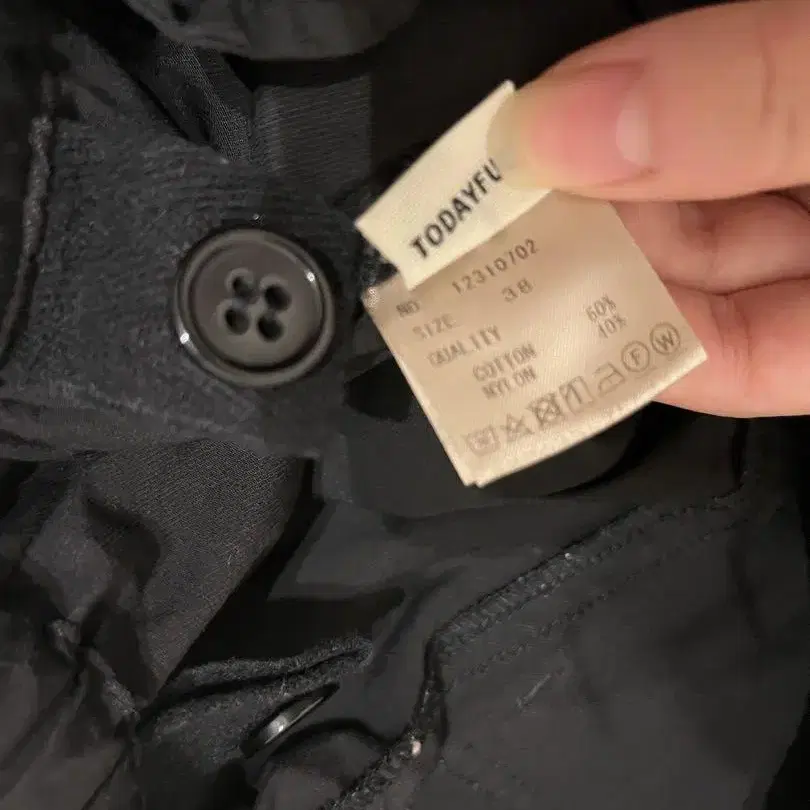 TODAYFU
NO 12310702
SIZE 38
QUALITY
COTTON 60%
NYLON 40%
F W